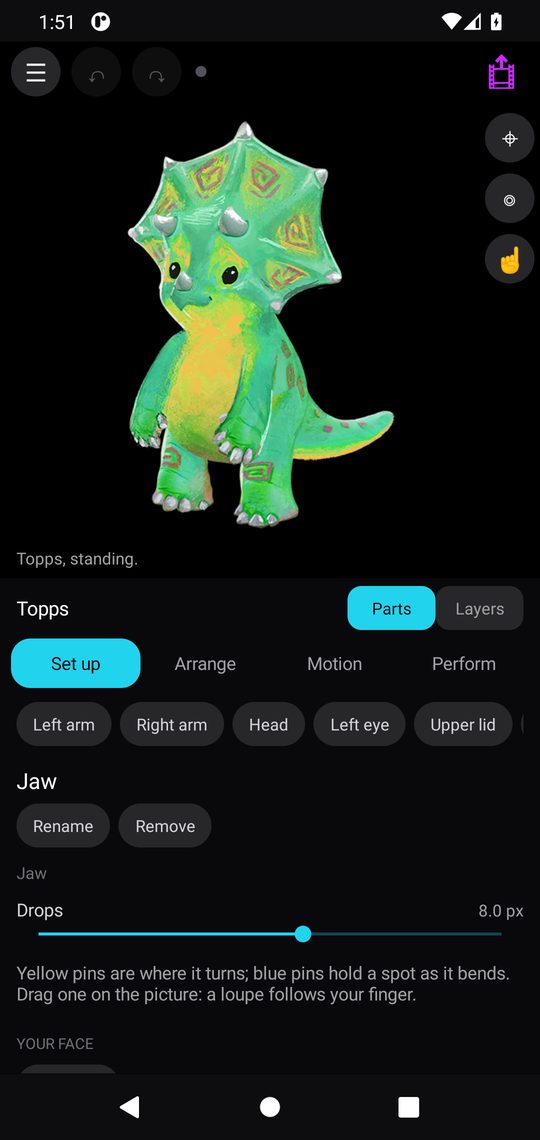 1:51
Topps, standing.
Topps
Parts
Layers
Set up
Arrange
Motion
Perform
Left arm
Right arm
Head
Left eye
Upper lid
Jaw
Rename
Remove
Jaw
Drops
8.0 px
Yellow pins are where it turns; blue pins hold a spot as it bends.
Drag one on the picture: a loupe follows your finger.
YOUR FACE